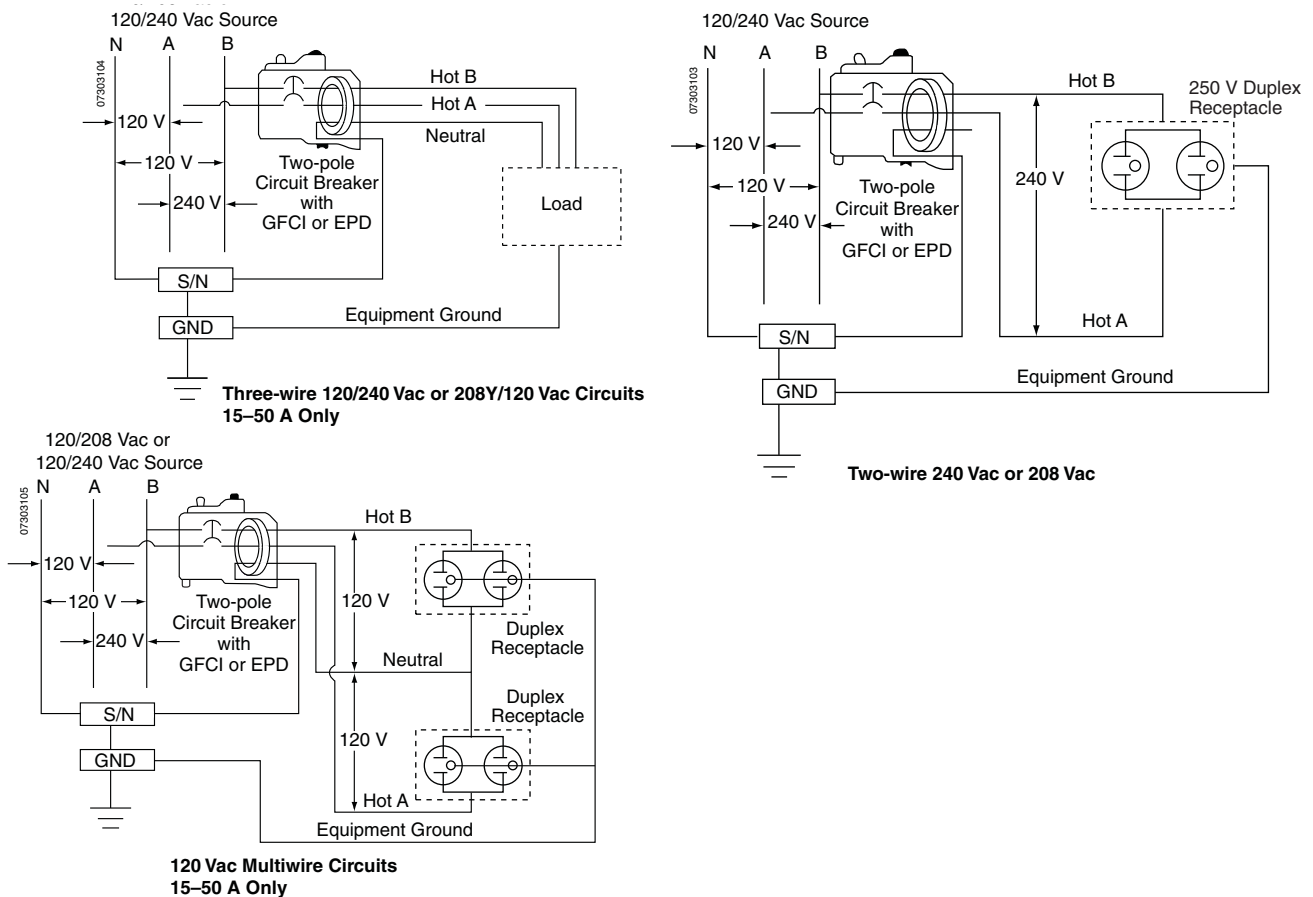 120/240 Vac Source
N A B
07303104
Hot B
Hot A
Neutral
120 V
120 V
240 V
Two-pole
Circuit Breaker
with
GFCI or EPD
Load
S/N
GND
Equipment Ground
Three-wire 120/240 Vac or 208Y/120 Vac Circuits
15–50 A Only
120/240 Vac Source
N A B
07303103
Hot B
250 V Duplex
Receptacle
120 V
120 V
240 V
240 V
Two-pole
Circuit Breaker
with
GFCI or EPD
Hot A
S/N
GND
Equipment Ground
Two-wire 240 Vac or 208 Vac
120/208 Vac or
120/240 Vac Source
N A B
07303105
Hot B
120 V
120 V
240 V
Two-pole
Circuit Breaker
with
GFCI or EPD
120 V
Duplex
Receptacle
Neutral
Duplex
Receptacle
120 V
S/N
GND
Hot A
Equipment Ground
120 Vac Multiwire Circuits
15–50 A Only